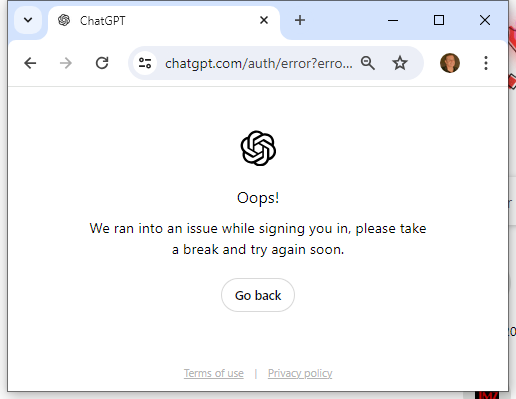 ChatGPT
chatgpt.com/auth/error?erro...
Oops!
We ran into an issue while signing you in, please take
a break and try again soon.
Go back
Terms of use | Privacy policy